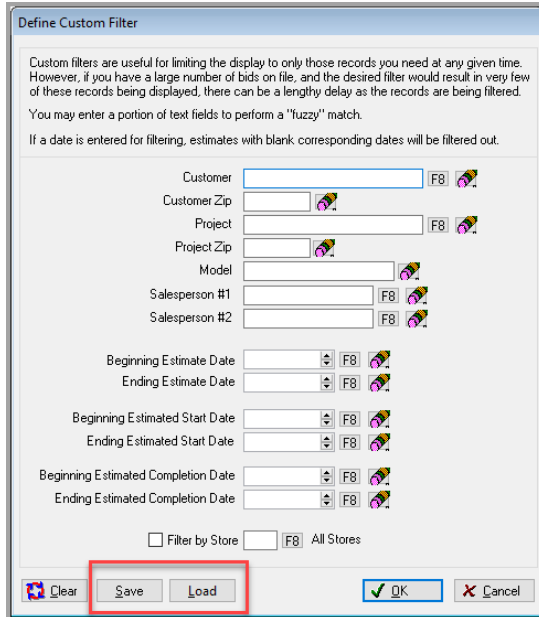 Define Custom Filter
Custom filters are useful for limiting the display to only those records you need at any given time.
However, if you have a large number of bids on file, and the desired filter would result in very few
of these records being displayed, there can be a lengthy delay as the records are being filtered.
You may enter a portion of text fields to perform a "fuzzy" match.
If a date is entered for filtering, estimates with blank corresponding dates will be filtered out.
Customer F8
Customer Zip
Project F8
Project Zip
Model
Salesperson #1 F8
Salesperson #2 F8
Beginning Estimate Date F8
Ending Estimate Date F8
Beginning Estimated Start Date F8
Ending Estimated Start Date F8
Beginning Estimated Completion Date F8
Ending Estimated Completion Date F8
Filter by Store F8 All Stores
Clear Save Load OK Cancel